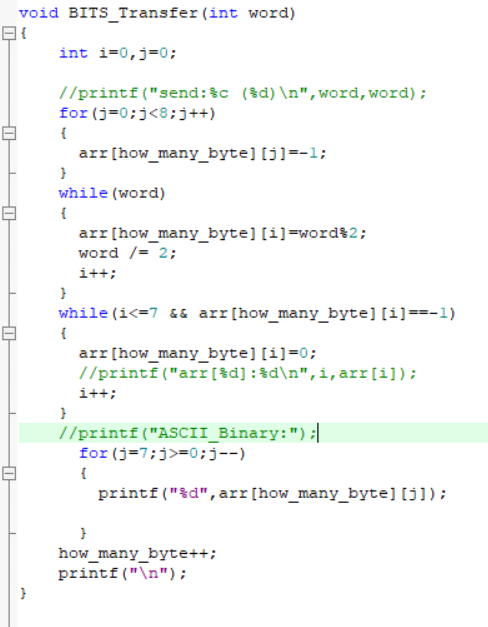 void BITS_Transfer(int word)
{
    int i=0,j=0;

    //printf("send:%c (%d)\n",word,word);
    for(j=0;j<8;j++)
    {
      arr[how_many_byte][j]=-1;
    }
    while(word)
    {
      arr[how_many_byte][i]=word%2;
      word /= 2;
      i++;
    }
    while(i<=7 && arr[how_many_byte][i]==-1)
    {
      arr[how_many_byte][i]=0;
      //printf("arr[%d]:%d\n",i,arr[i]);
      i++;
    }
    //printf("ASCII_Binary:");
      for(j=7;j>=0;j--)
      {
        printf("%d",arr[how_many_byte][j]);

      }
    how_many_byte++;
    printf("\n");
}